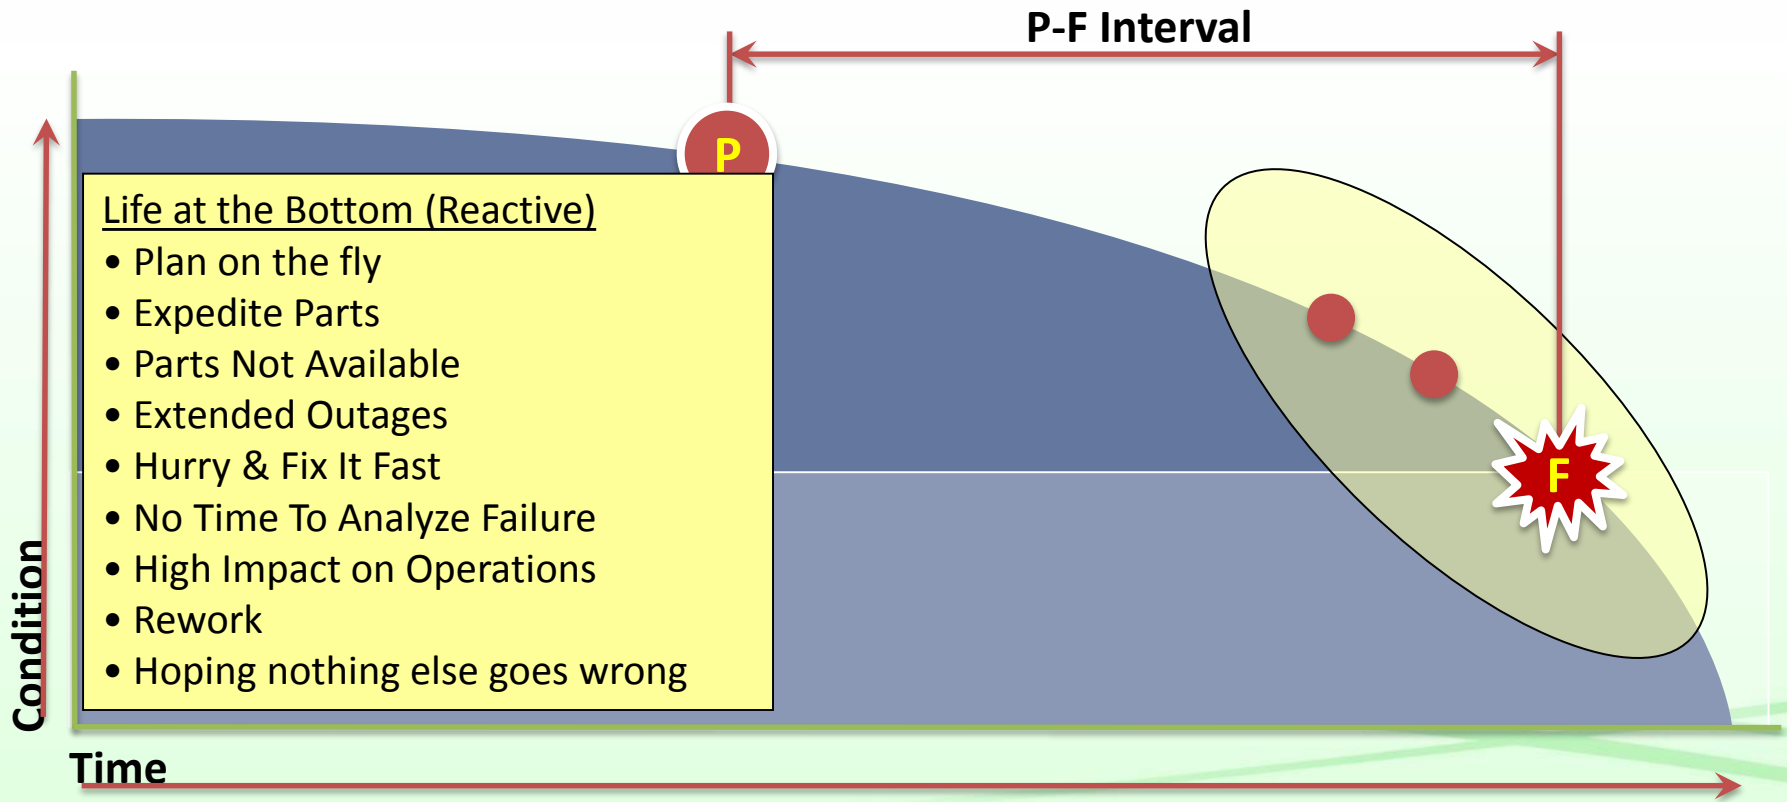 P-F Interval
P
Life at the Bottom (Reactive)
• Plan on the fly
• Expedite Parts
• Parts Not Available
• Extended Outages
• Hurry & Fix It Fast
• No Time To Analyze Failure
• High Impact on Operations
• Rework
• Hoping nothing else goes wrong
F
Condition
Time